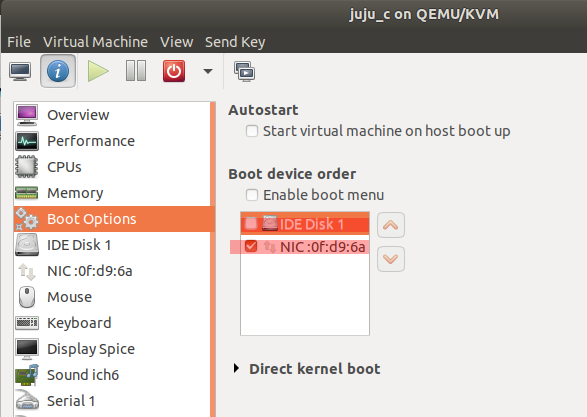 juju_c on QEMU/KVM
File Virtual Machine View Send Key
Overview
Performance
CPUs
Memory
Boot Options
IDE Disk 1
NIC :0f:d9:6a
Mouse
Keyboard
Display Spice
Sound ich6
Serial 1
Autostart
Start virtual machine on host boot up
Boot device order
Enable boot menu
IDE Disk 1
NIC :0f:d9:6a
Direct kernel boot